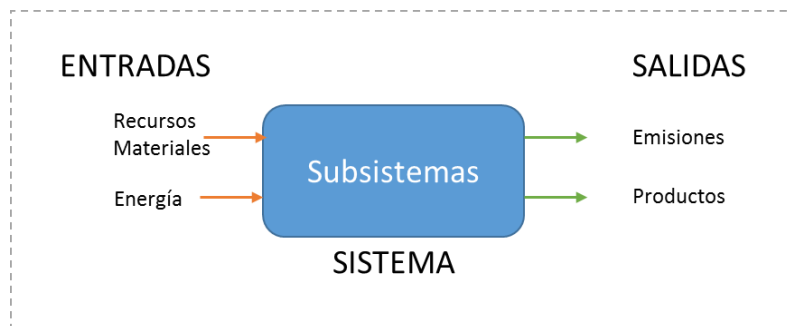 ENTRADAS
SALIDAS
Recursos
Materiales
Emisiones
Subsistemas
Energía
Productos
SISTEMA